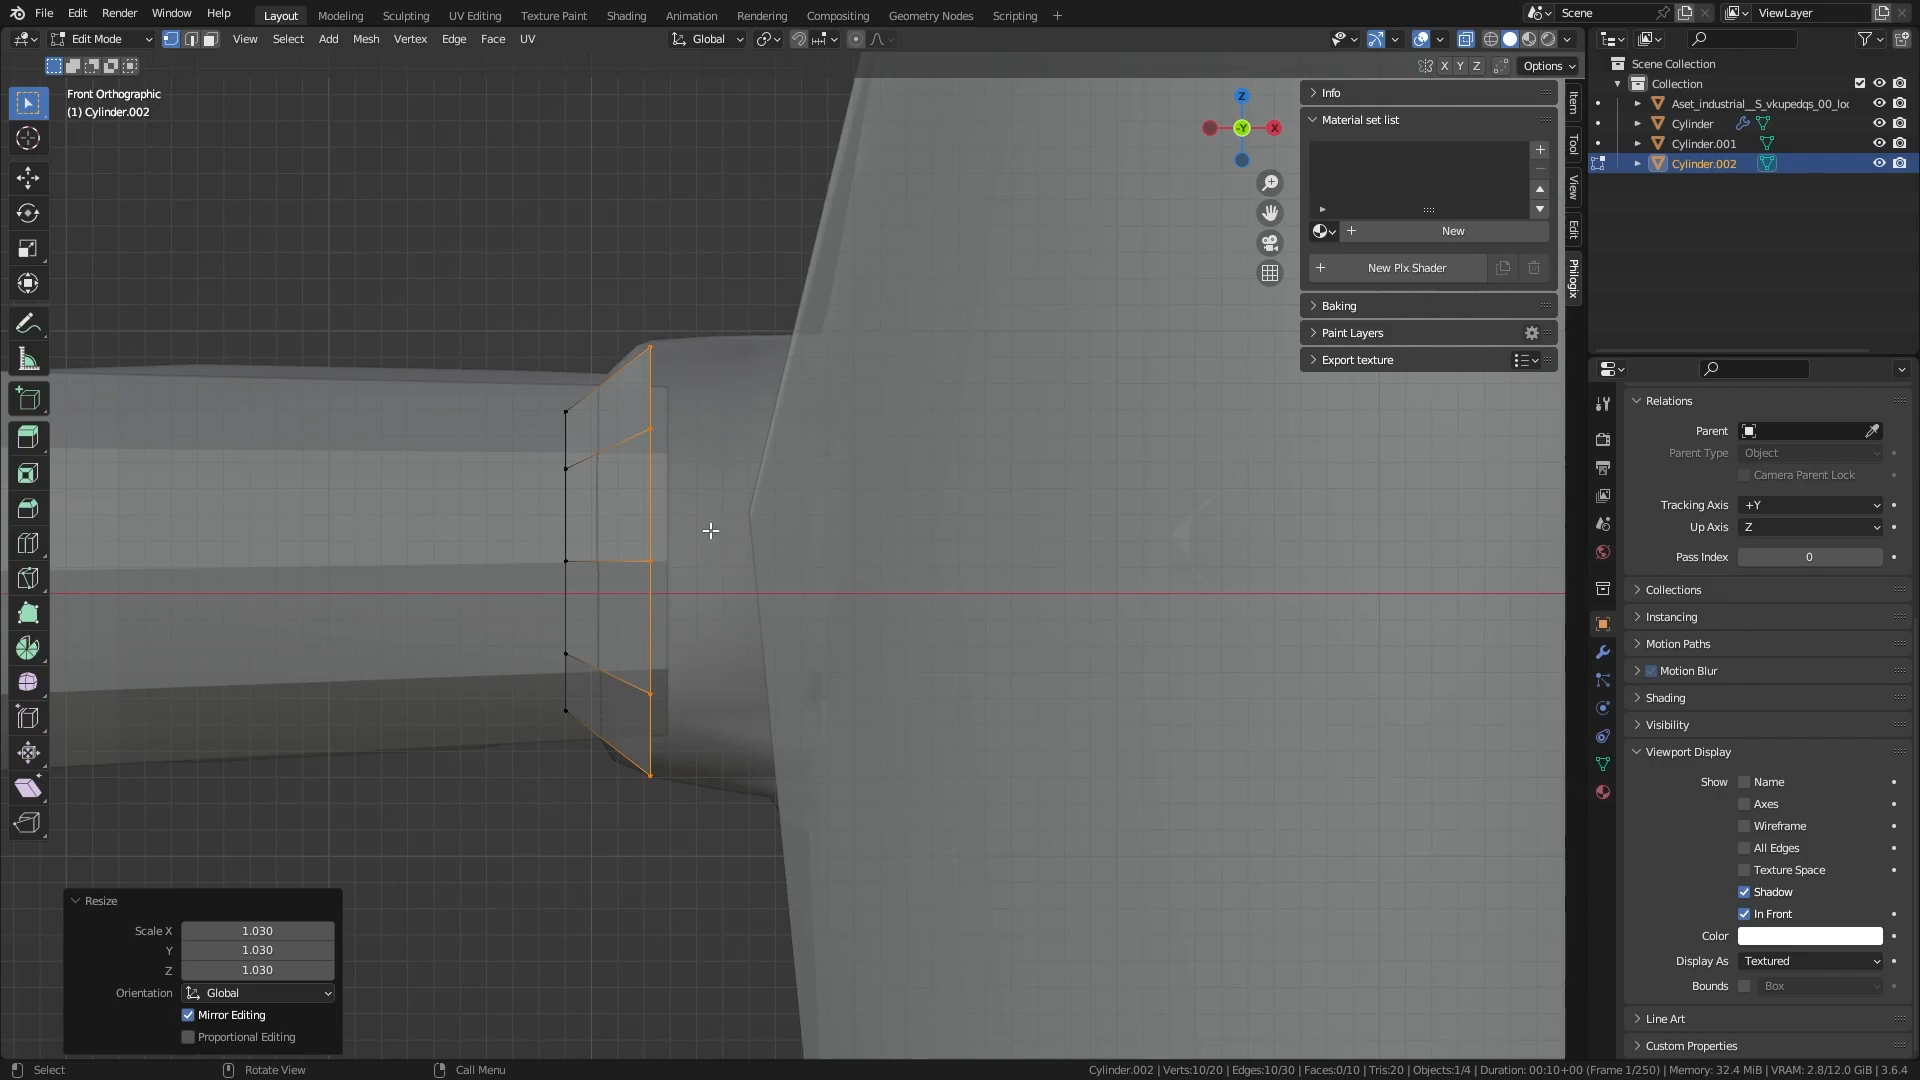 File Edit Render Window Help Layout Modeling Sculpting UV Editing Texture Paint Shading Animation Rendering Compositing Geometry Nodes Scripting + Scene ViewLayer
Edit Mode View Select Add Mesh Vertex Edge Face UV Global
X Y Z Options
Front Orthographic
(1) Cylinder.002
Z
-Y X
Info
Material set list
New
New Plx Shader
Baking
Paint Layers
Export texture
Item
Tool
View
Edit
Philogix
Scene Collection
Collection
Aset_industrial__S_vkupedqs_00_lo
Cylinder
Cylinder.001
Cylinder.002
Relations
Parent
Parent Type Object
Camera Parent Lock
Tracking Axis +Y
Up Axis Z
Pass Index 0
Collections
Instancing
Motion Paths
Motion Blur
Shading
Visibility
Viewport Display
Show Name
Axes
Wireframe
All Edges
Texture Space
Shadow
In Front
Color
Display As Textured
Bounds Box
Line Art
Custom Properties
Resize
Scale X 1.030
Y 1.030
Z 1.030
Orientation Global
Mirror Editing
Proportional Editing
Select Rotate View Call Menu Cylinder.002 | Verts:10/20 | Edges:10/30 | Faces:0/10 | Tris:20 | Objects:1/4 | Duration: 00:10+00 (Frame 1/250) | Memory: 32.4 MiB | VRAM: 2.8/12.0 GiB | 3.6.4